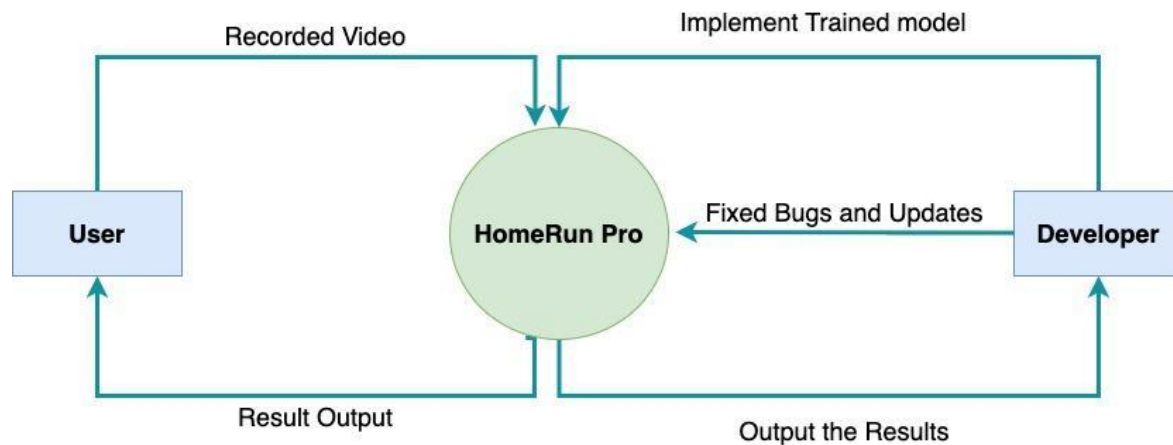 Implement Trained model
Recorded Video
Fixed Bugs and Updates
User
HomeRun Pro
Developer
Result Output
Output the Results